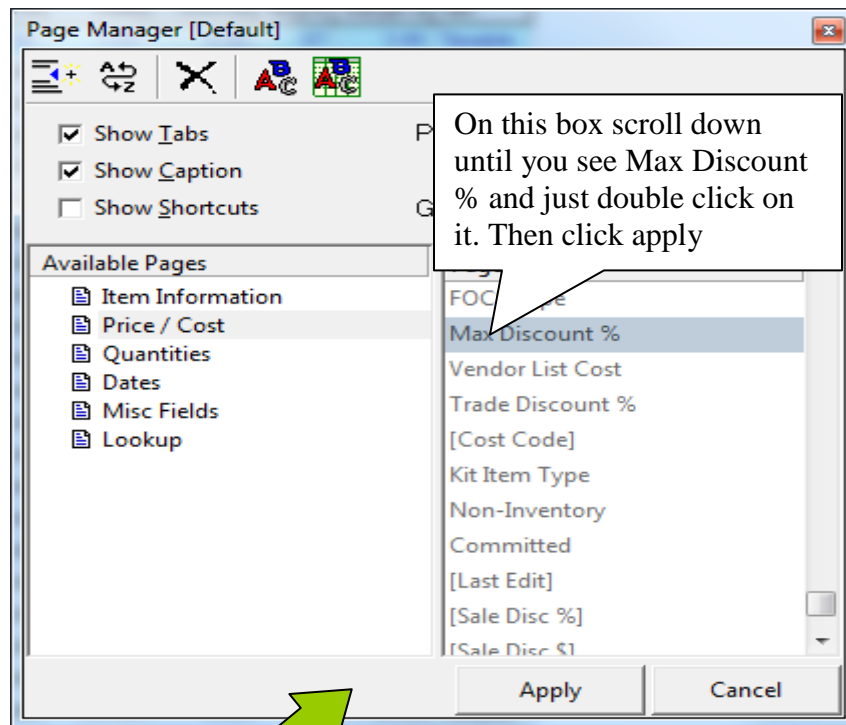 Page Manager [Default]
Show Tabs
Show Caption
Show Shortcuts
On this box scroll down
until you see Max Discount
% and just double click on
it. Then click apply
Available Pages
Item Information
Price / Cost
Quantities
Dates
Misc Fields
Lookup
Max Discount %
Vendor List Cost
Trade Discount %
[Cost Code]
Kit Item Type
Non-Inventory
Committed
[Last Edit]
[Sale Disc %]
[Sale Disc $]
Apply
Cancel